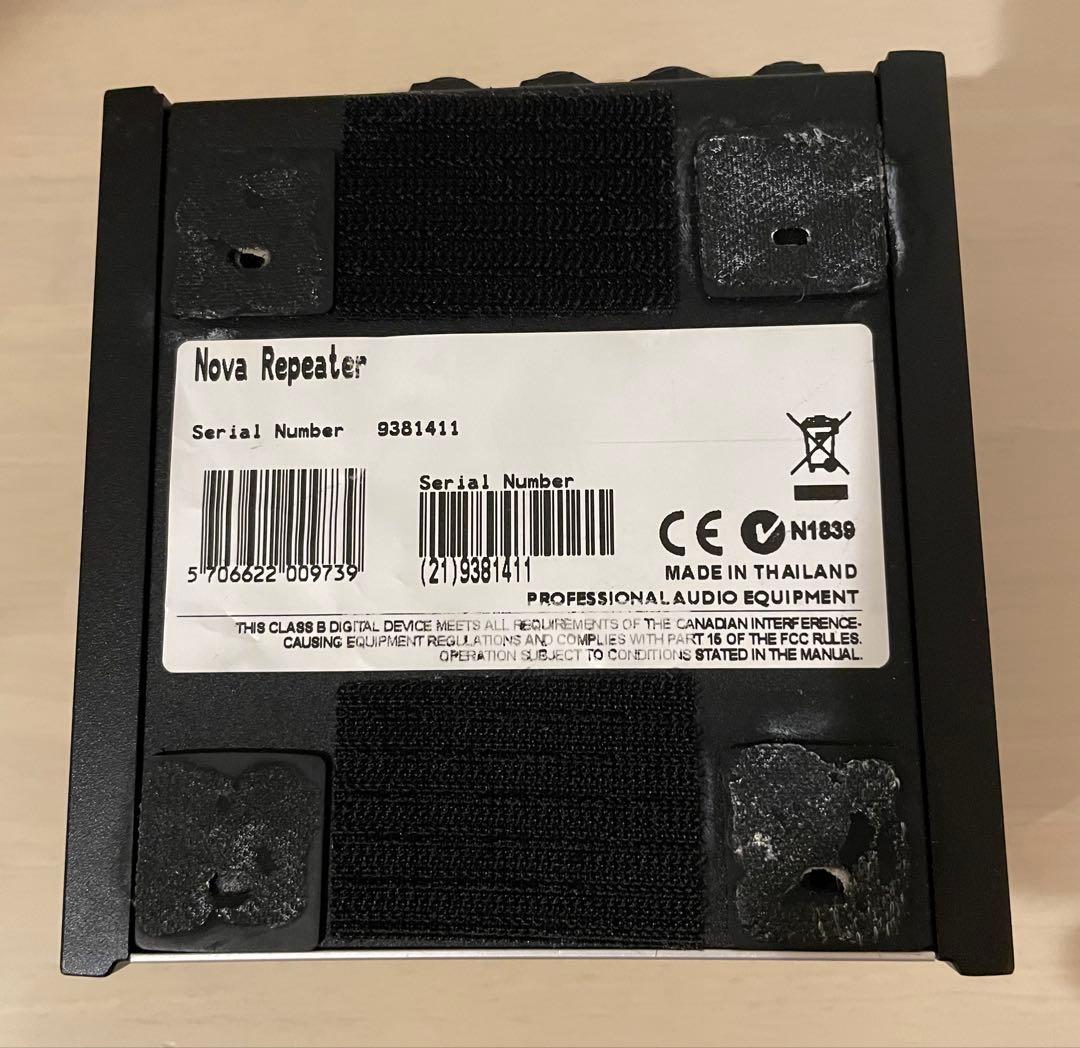 Nova Repeater
Serial Number 9381411
Serial Number
5 706622 009739
(21)9381411
CE N1839
MADE IN THAILAND
PROFESSIONAL AUDIO EQUIPMENT
THIS CLASS B DIGITAL DEVICE MEETS ALL REQUIREMENTS OF THE CANADIAN INTERFERENCE-
CAUSING EQUIPMENT REGULATIONS AND COMPLIES WITH PART 15 OF THE FCC RULES.
OPERATION SUBJECT TO CONDITIONS STATED IN THE MANUAL.